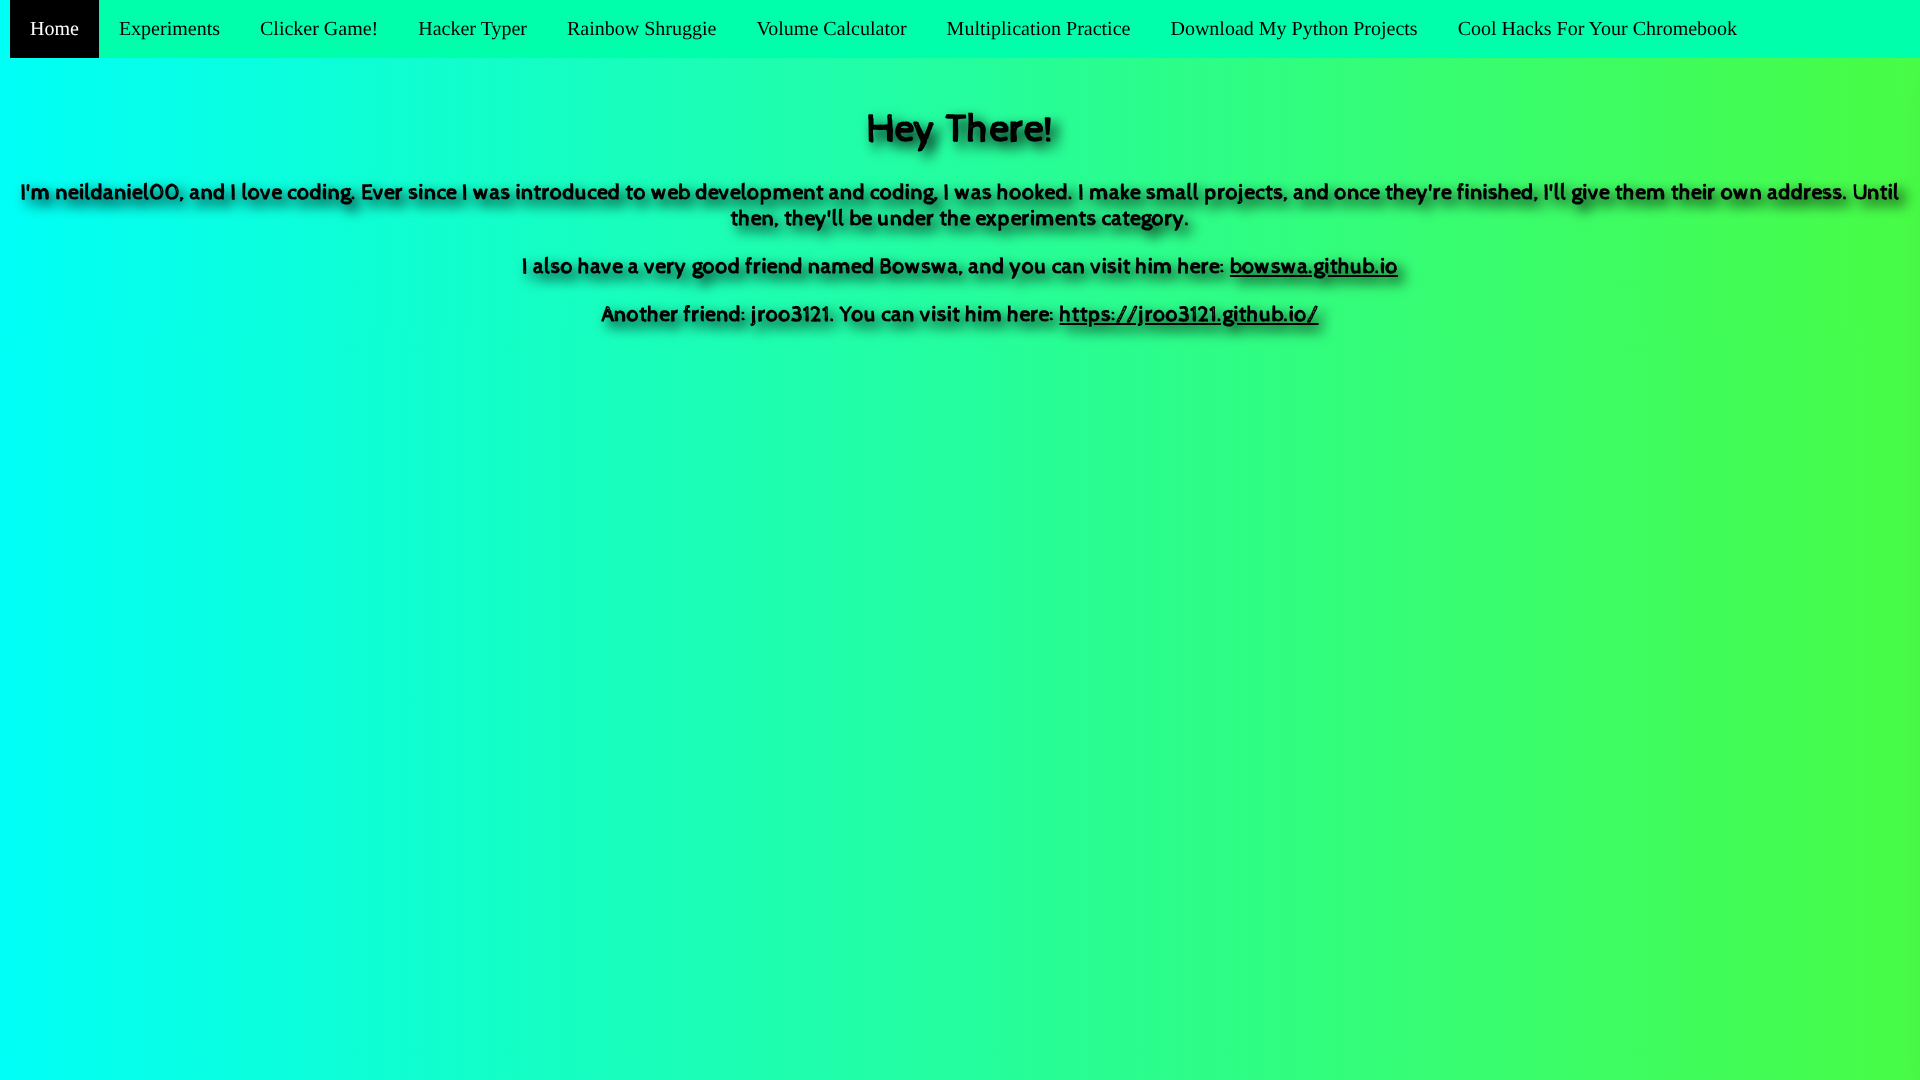 Home Experiments Clicker Game! Hacker Typer Rainbow Shruggie Volume Calculator Multiplication Practice Download My Python Projects Cool Hacks For Your Chromebook
Hey There!
I'm neildaniel00, and I love coding. Ever since I was introduced to web development and coding, I was hooked. I make small projects, and once they're finished, I'll give them their own address. Until
then, they'll be under the experiments category.
I also have a very good friend named Bowswa, and you can visit him here: bowswa.github.io
Another friend: jroo3121. You can visit him here: https://jroo3121.github.io/